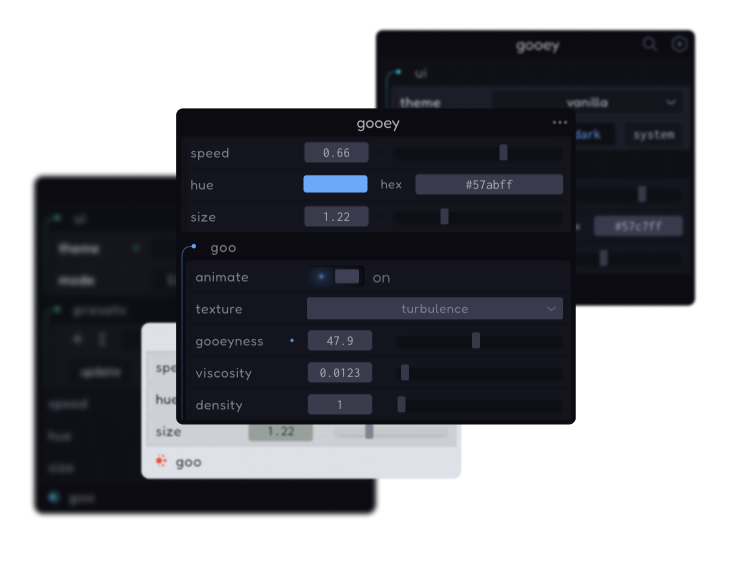 gooey
ui
theme vanilla
dark system
#57c7ff
gooey
speed 0.66
hue hex #57abff
size 1.22
goo
animate on
texture turbulence
gooeyness 47.9
viscosity 0.0123
density 1
ui
theme
mode
presets
update
speed
hue
size
goo
spe
hue
size 1.22
goo